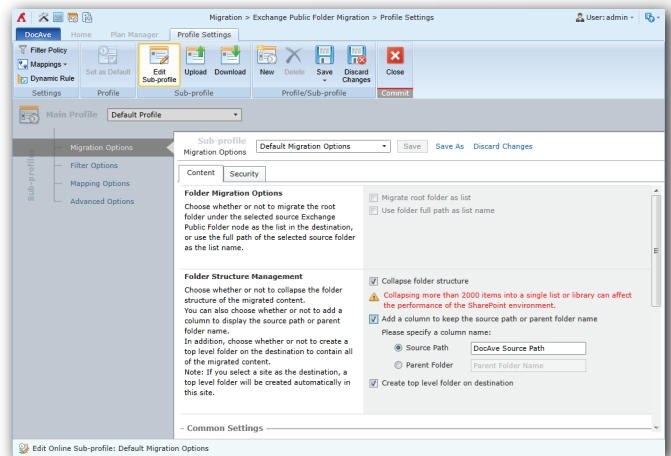 Migration > Exchange Public Folder Migration > Profile Settings
User: admin
DocAve Home Plan Manager Profile Settings
Filter Policy
Mappings
Dynamic Rule
Set as Default
Edit
Sub-profile
Upload
Download
New
Delete
Save
Discard
Changes
Close
Settings Profile Sub-profile Profile/Sub-profile Commit
Main Profile Default Profile
Sub-profiles
Migration Options
Filter Options
Mapping Options
Advanced Options
Sub-profile
Migration Options
Default Migration Options
Save Save As Discard Changes
Content Security
Folder Migration Options
Choose whether or not to migrate the root
folder under the selected source Exchange
Public Folder node as the list in the destination,
or use the full path of the selected source folder
as the list name.
Migrate root folder as list
Use folder full path as list name
Folder Structure Management
Choose whether or not to collapse the folder
structure of the migrated content.
You can also choose whether or not to add a
column to display the source path or parent
folder name.
In addition, choose whether or not to create a
top level folder on the destination to contain all
of the migrated content.
Note: If you select a site as the destination, a
top level folder will be created automatically in
this site.
Collapse folder structure
Collapsing more than 2000 items into a single list or library can affect
the performance of the SharePoint environment.
Add a column to keep the source path or parent folder name
Please specify a column name:
Source Path DocAve Source Path
Parent Folder Parent Folder Name
Create top level folder on destination
- Common Settings
Edit Online Sub-profile: Default Migration Options